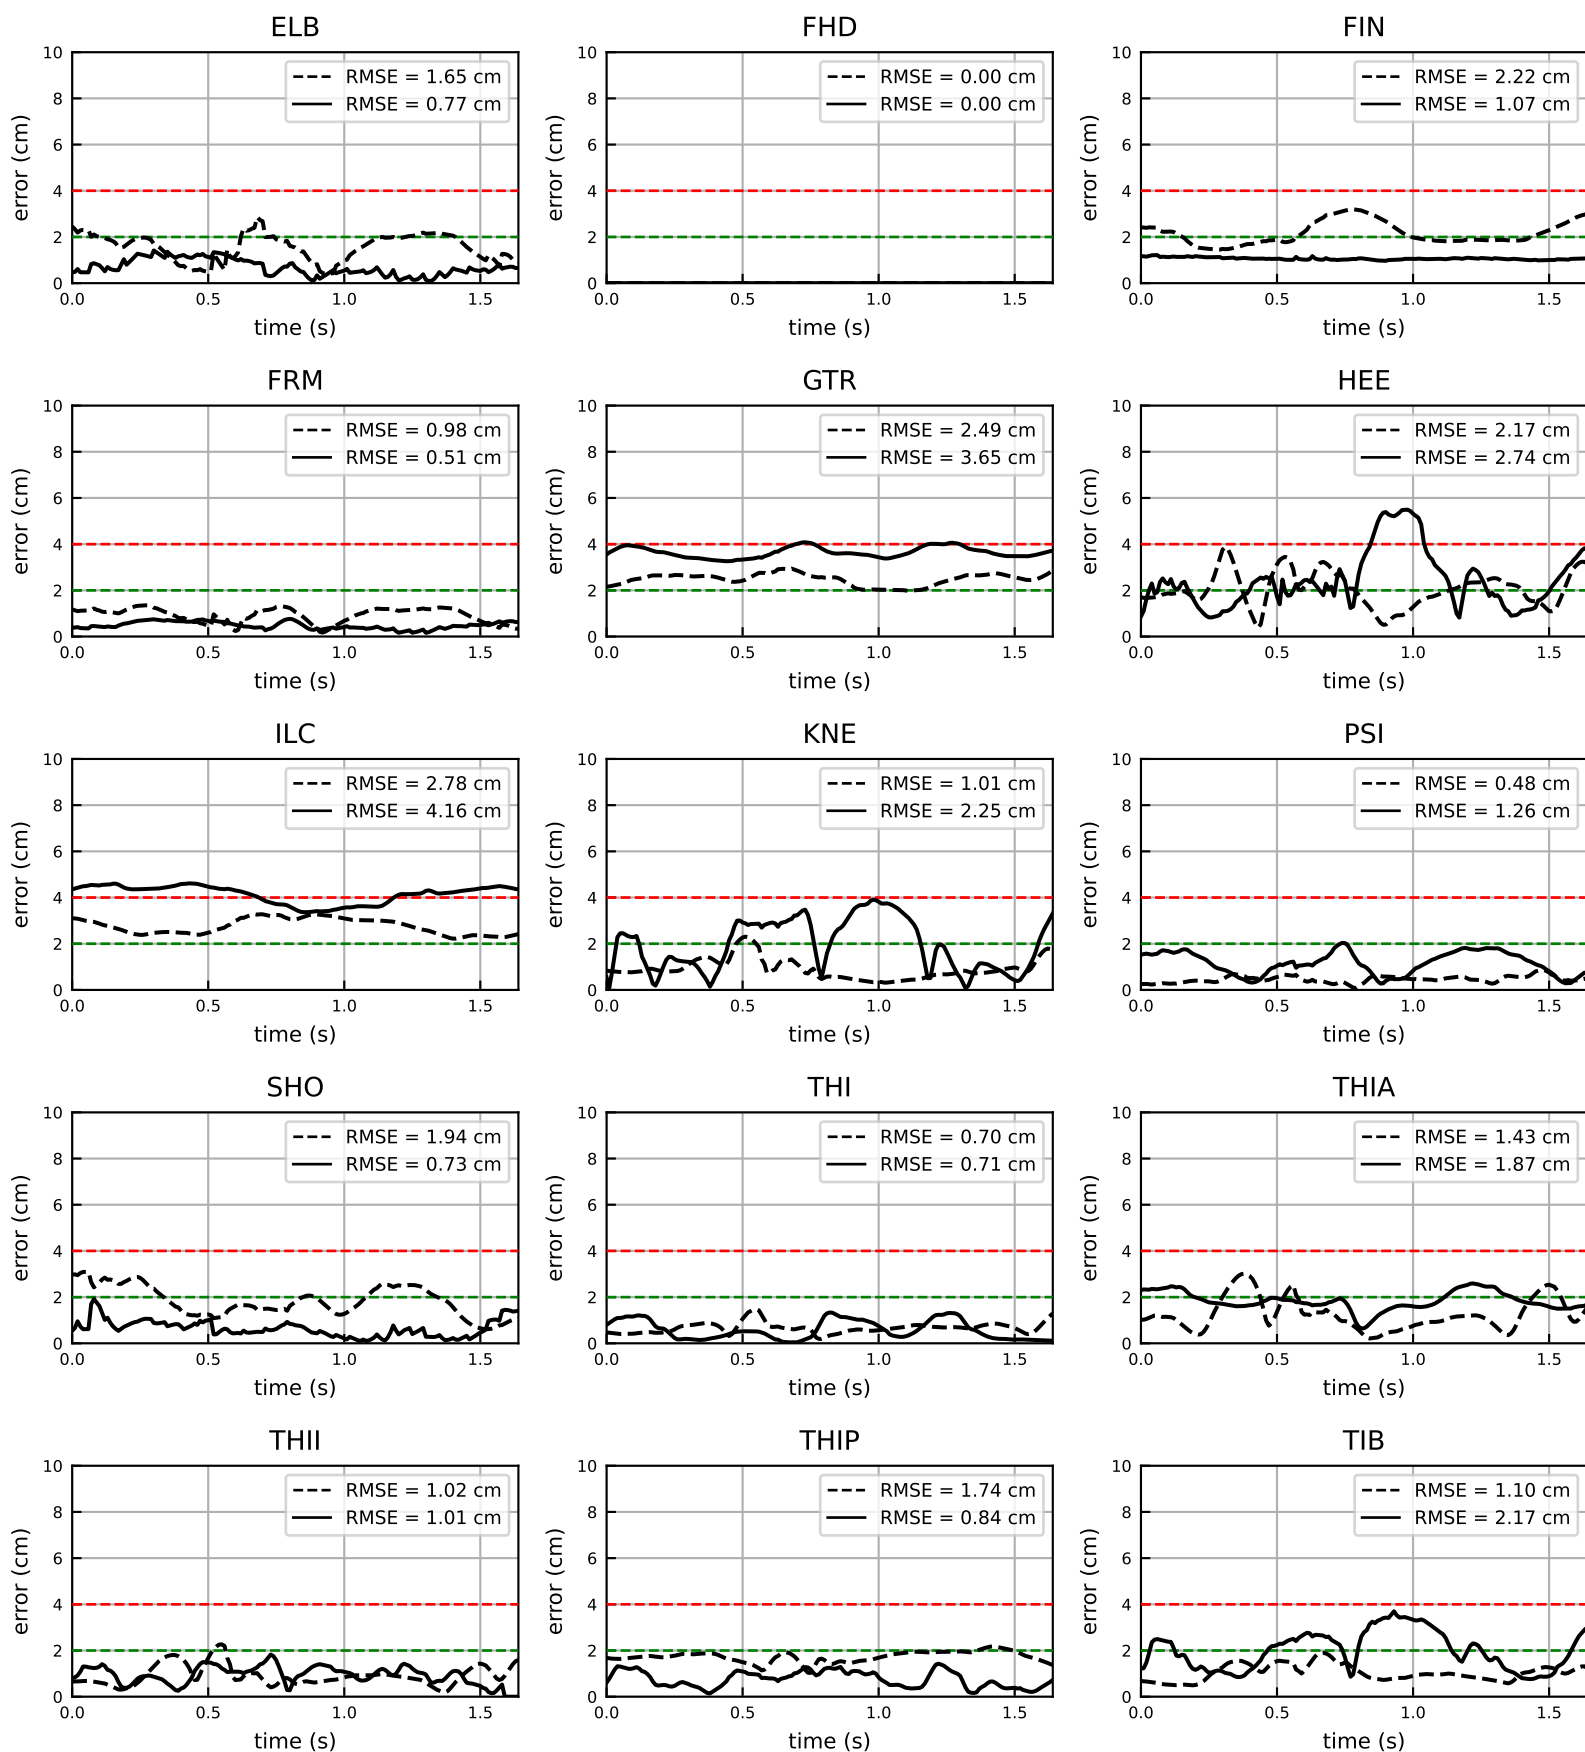 ELB
10
8
6
4
2
0
error (cm)
RMSE = 1.65 cm
RMSE = 0.77 cm
0.0 0.5 1.0 1.5
time (s)
FHD
10
8
6
4
2
0
error (cm)
RMSE = 0.00 cm
RMSE = 0.00 cm
0.0 0.5 1.0 1.5
time (s)
FIN
10
8
6
4
2
0
error (cm)
RMSE = 2.22 cm
RMSE = 1.07 cm
0.0 0.5 1.0 1.5
time (s)
FRM
10
8
6
4
2
0
error (cm)
RMSE = 0.98 cm
RMSE = 0.51 cm
0.0 0.5 1.0 1.5
time (s)
GTR
10
8
6
4
2
0
error (cm)
RMSE = 2.49 cm
RMSE = 3.65 cm
0.0 0.5 1.0 1.5
time (s)
HEE
10
8
6
4
2
0
error (cm)
RMSE = 2.17 cm
RMSE = 2.74 cm
0.0 0.5 1.0 1.5
time (s)
ILC
10
8
6
4
2
0
error (cm)
RMSE = 2.78 cm
RMSE = 4.16 cm
0.0 0.5 1.0 1.5
time (s)
KNE
10
8
6
4
2
0
error (cm)
RMSE = 1.01 cm
RMSE = 2.25 cm
0.0 0.5 1.0 1.5
time (s)
PSI
10
8
6
4
2
0
error (cm)
RMSE = 0.48 cm
RMSE = 1.26 cm
0.0 0.5 1.0 1.5
time (s)
SHO
10
8
6
4
2
0
error (cm)
RMSE = 1.94 cm
RMSE = 0.73 cm
0.0 0.5 1.0 1.5
time (s)
THI
10
8
6
4
2
0
error (cm)
RMSE = 0.70 cm
RMSE = 0.71 cm
0.0 0.5 1.0 1.5
time (s)
THIA
10
8
6
4
2
0
error (cm)
RMSE = 1.43 cm
RMSE = 1.87 cm
0.0 0.5 1.0 1.5
time (s)
THII
10
8
6
4
2
0
error (cm)
RMSE = 1.02 cm
RMSE = 1.01 cm
0.0 0.5 1.0 1.5
time (s)
THIP
10
8
6
4
2
0
error (cm)
RMSE = 1.74 cm
RMSE = 0.84 cm
0.0 0.5 1.0 1.5
time (s)
TIB
10
8
6
4
2
0
error (cm)
RMSE = 1.10 cm
RMSE = 2.17 cm
0.0 0.5 1.0 1.5
time (s)